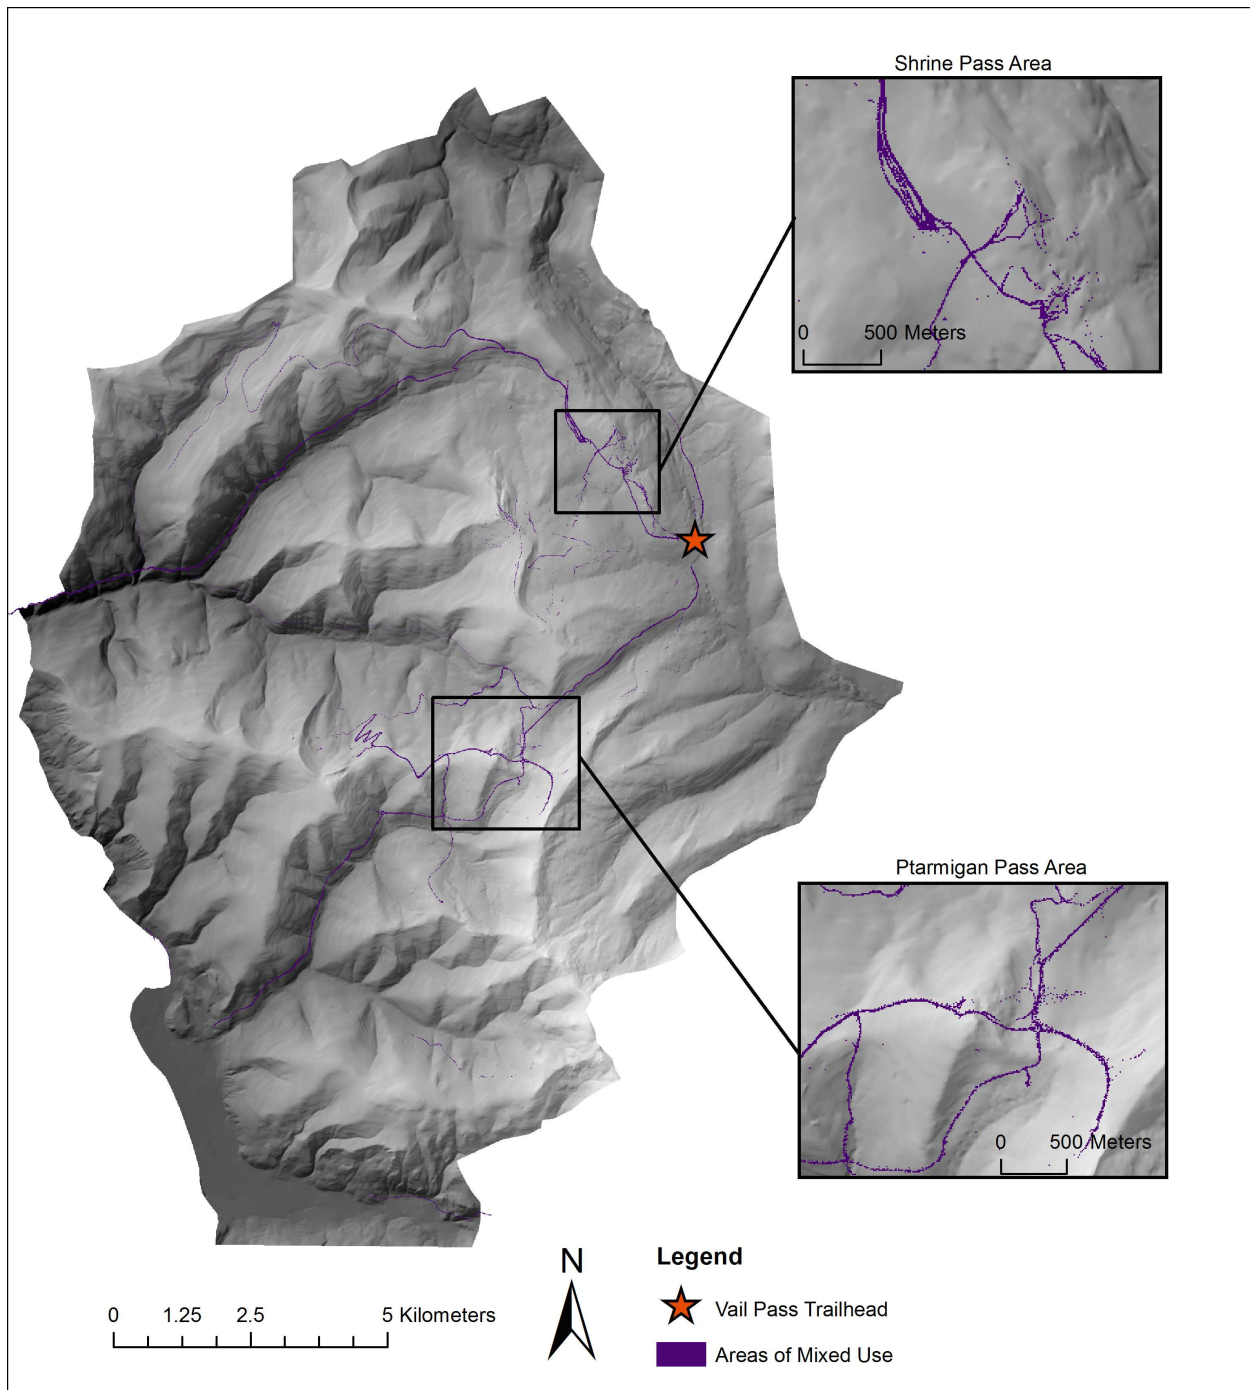 Shrine Pass Area
0 500 Meters
Ptarmigan Pass Area
0 500 Meters
N
Legend
Vail Pass Trailhead
Areas of Mixed Use
0 1.25 2.5 5 Kilometers